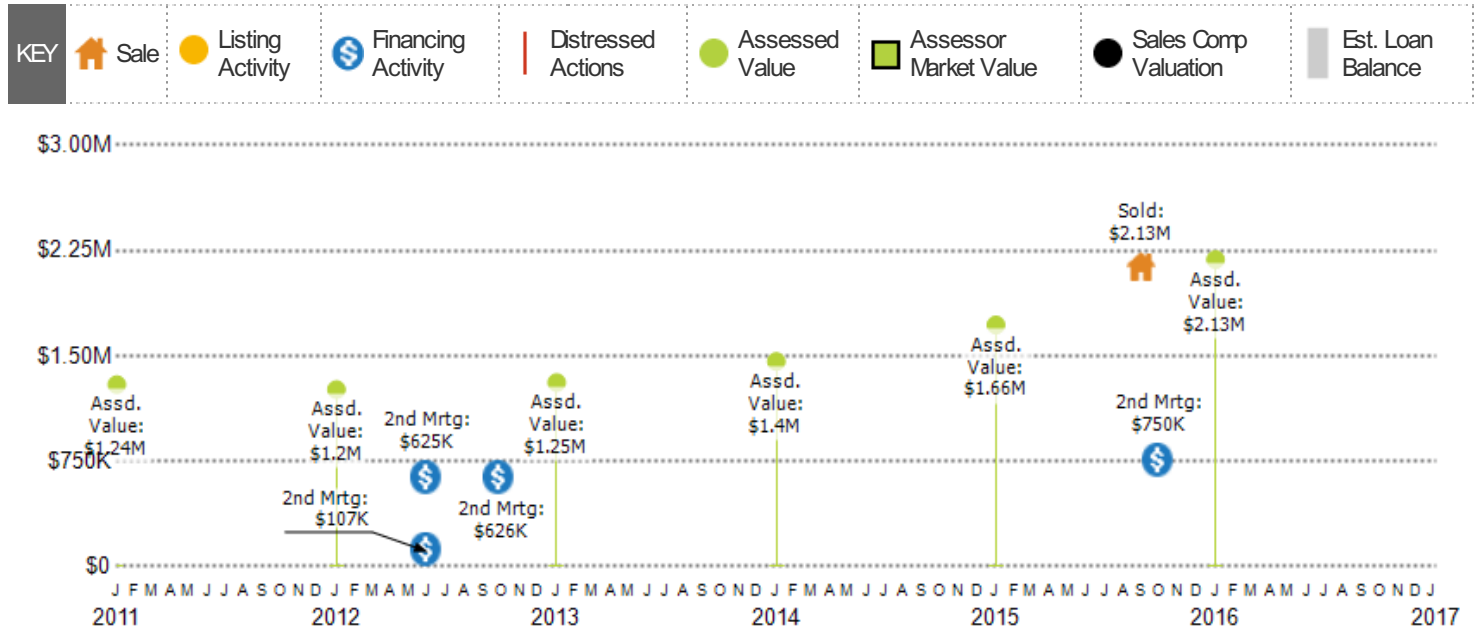 KEY
Sale
Listing
Activity
$
Financing
Activity
Distressed
Actions
Assessed
Value
Assessor
Market Value
Sales Comp
Valuation
Est. Loan
Balance
$3.00M
$2.25M
$1.50M
$750K
$0
Assd.
Value:
$1.24M
Assd.
Value:
$1.2M
2nd Mrtg:
$625K
$
2nd Mrtg:
$107K
$
$
2nd Mrtg:
$626K
Assd.
Value:
$1.25M
Assd.
Value:
$1.4M
Assd.
Value:
$1.66M
Sold:
$2.13M
2nd Mrtg:
$750K
$
Assd.
Value:
$2.13M
J F M A M J J A S O N D J F M A M J J A S O N D J F M A M J J A S O N D J F M A M J J A S O N D J F M A M J J A S O N D J F M A M J J A S O N D J
2011 2012 2013 2014 2015 2016 2017